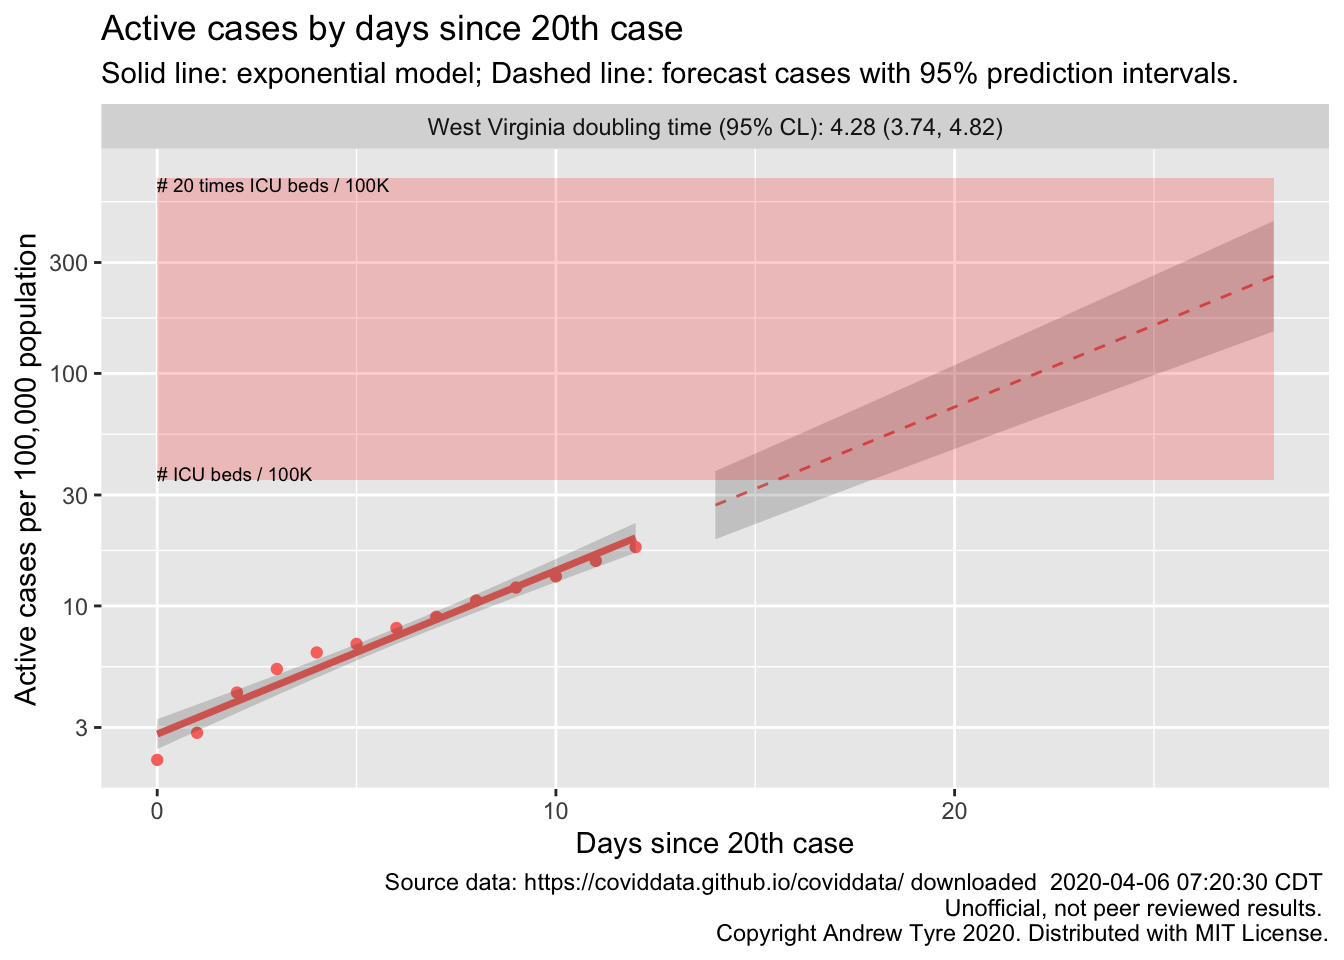 Active cases by days since 20th case
Solid line: exponential model; Dashed line: forecast cases with 95% prediction intervals.
West Virginia doubling time (95% CL): 4.28 (3.74, 4.82)
# 20 times ICU beds / 100K
# ICU beds / 100K
Active cases per 100,000 population
300
100
30
10
3
0
10
20
Days since 20th case
Source data: https://coviddata.github.io/coviddata/ downloaded  2020-04-06 07:20:30 CDT
Unofficial, not peer reviewed results.
Copyright Andrew Tyre 2020. Distributed with MIT License.